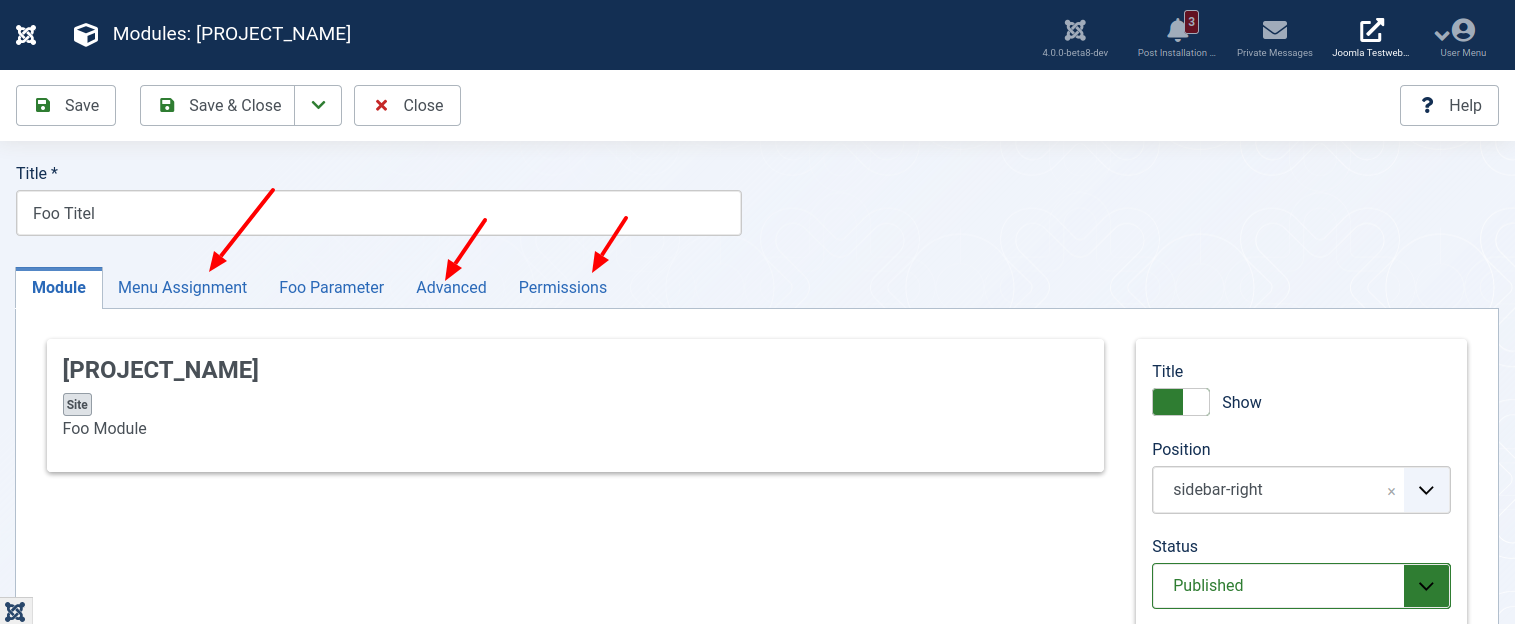 Modules: [PROJECT_NAME]
4.0.0-beta8-dev
3
Post Installation ...
Private Messages
Joomla Testweb...
User Menu
Save
Save & Close
Close
? Help
Title *
Foo Titel
Module
Menu Assignment
Foo Parameter
Advanced
Permissions
[PROJECT_NAME]
Site
Foo Module
Title
Show
Position
sidebar-right ×
Status
Published